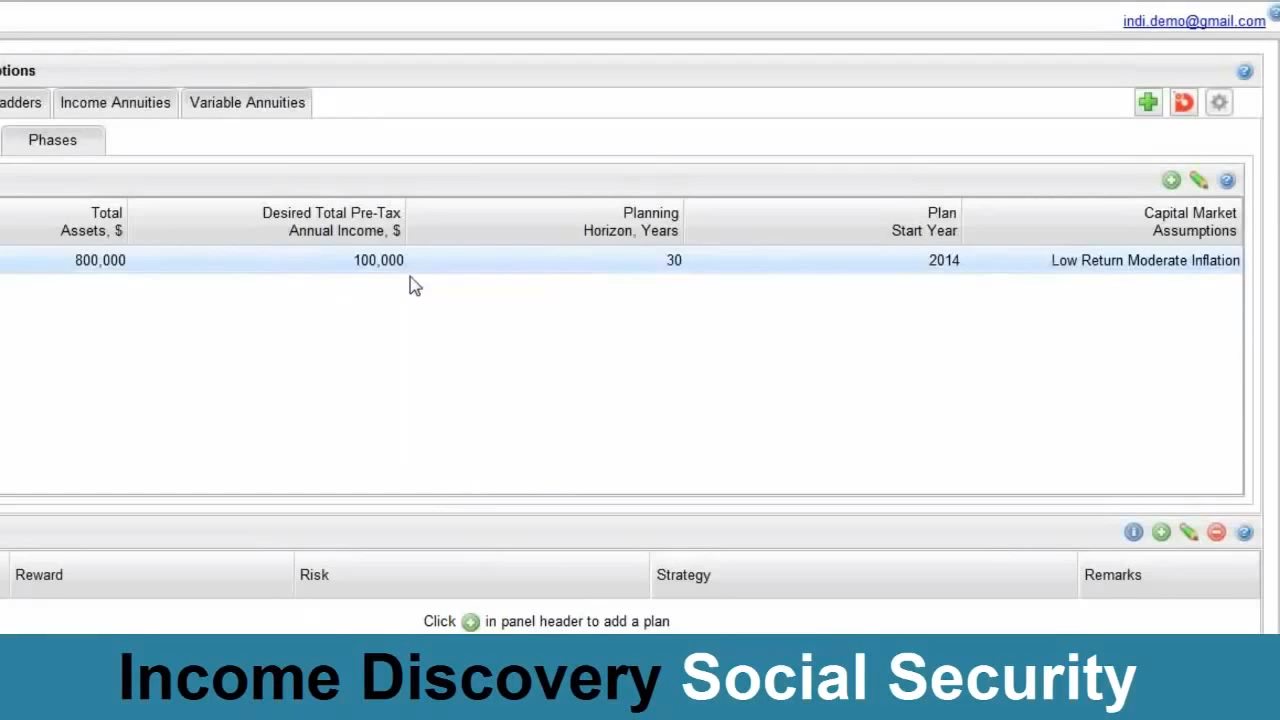 indi.demo@gmail.com
otions
adders Income Annuities Variable Annuities
Phases
Total Assets, $ Desired Total Pre-Tax Annual Income, $ Planning Horizon, Years Plan Start Year Capital Market Assumptions
800,000 100,000 30 2014 Low Return Moderate Inflation
Reward Risk Strategy Remarks
Click in panel header to add a plan
Income Discovery Social Security